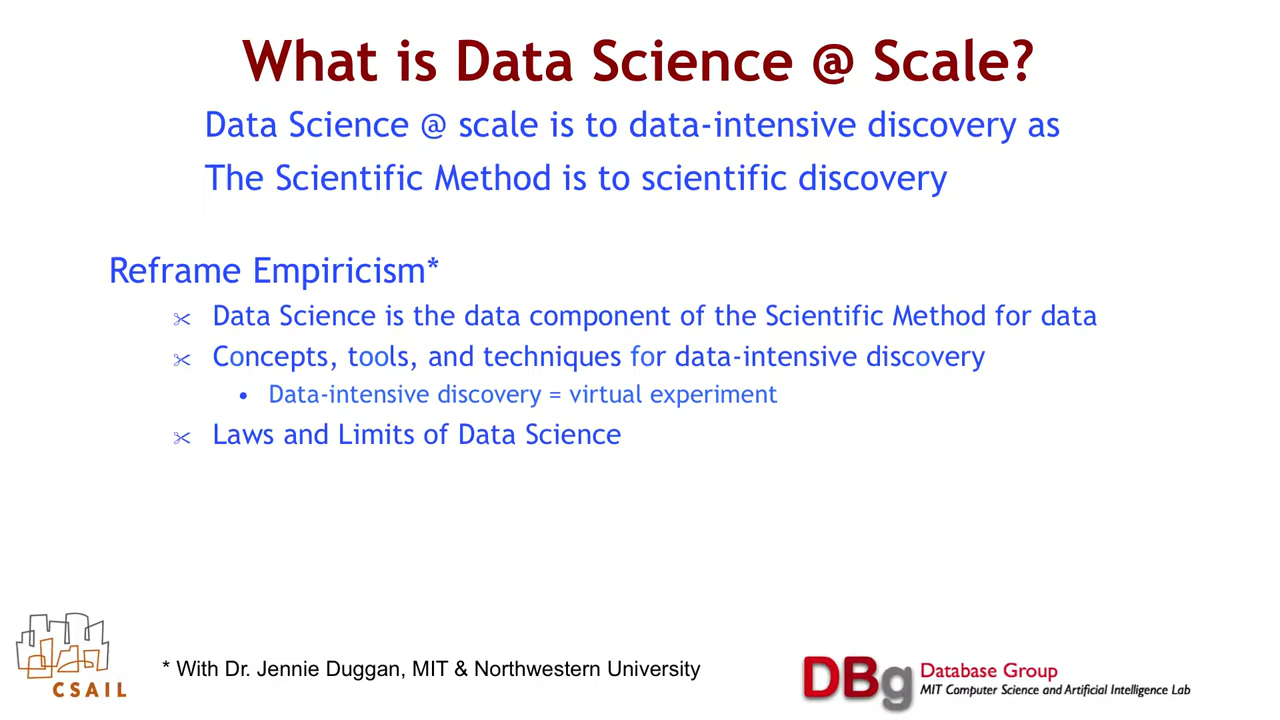 What is Data Science @ Scale?
Data Science @ scale is to data-intensive discovery as
The Scientific Method is to scientific discovery
Reframe Empiricism*
Data Science is the data component of the Scientific Method for data
Concepts, tools, and techniques for data-intensive discovery
• Data-intensive discovery = virtual experiment
Laws and Limits of Data Science
CSAIL
* With Dr. Jennie Duggan, MIT & Northwestern University
DBg
Database Group
MIT Computer Science and Artificial Intelligence Lab